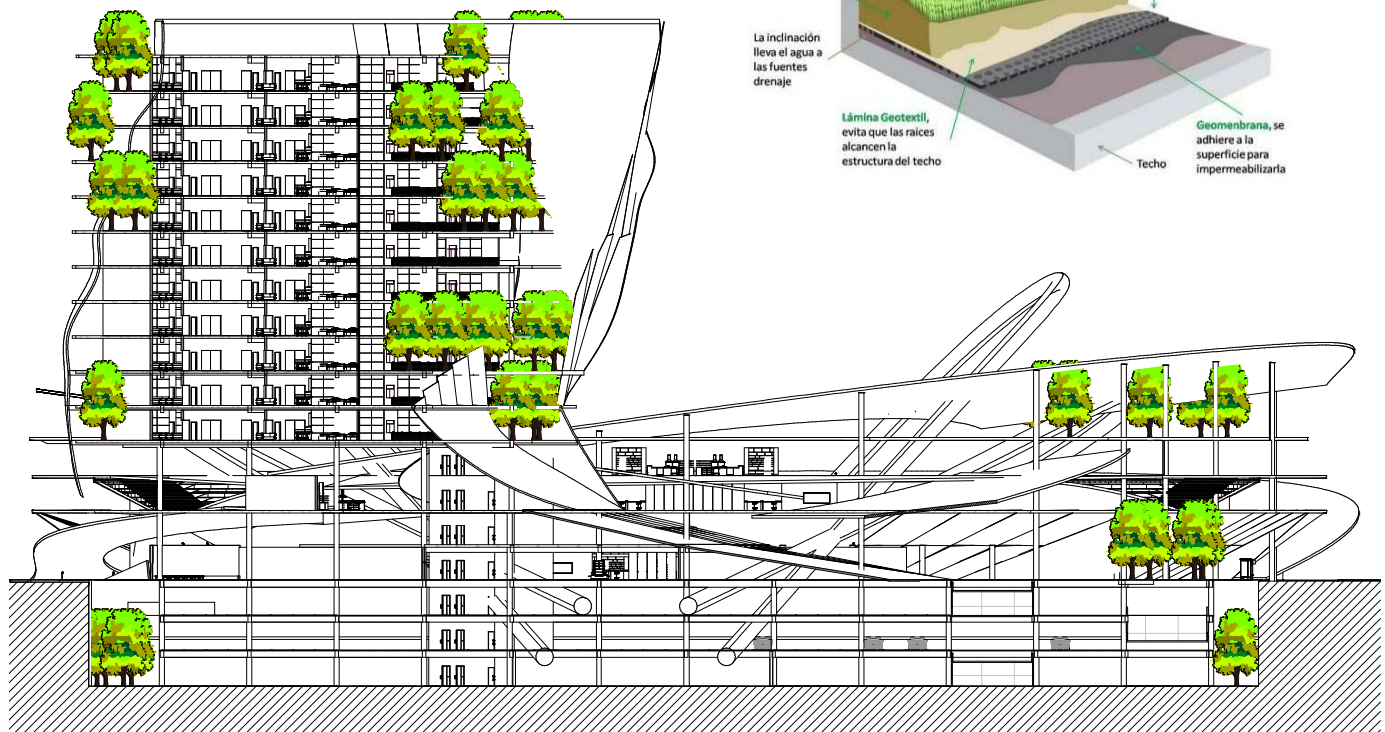 La inclinación
lleva el agua a
las fuentes
drenaje
Lámina Geotextil,
evita que las raices
alcancen la
estructura del techo
Techo
Geomenbrana, se
adhiere a la
superficie para
impermeabilizarla